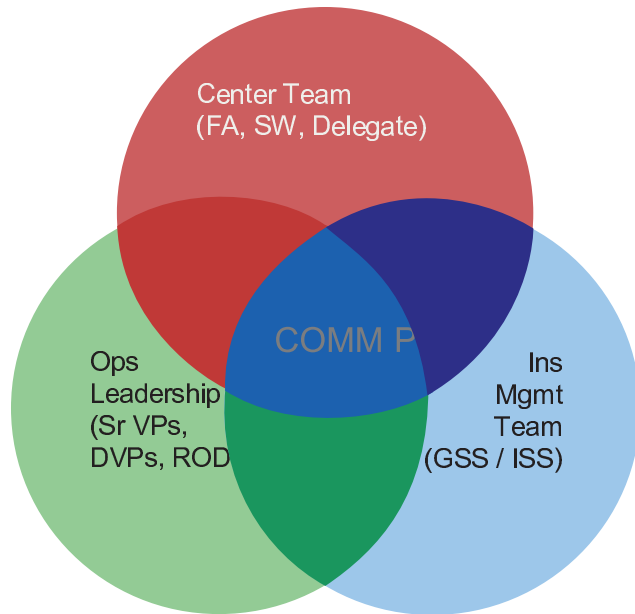 Center Team
(FA, SW, Delegate)
COMM P
Ops
Leadership
(Sr VPs,
DVPs, ROD
Ins
Mgmt
Team
(GSS / ISS)